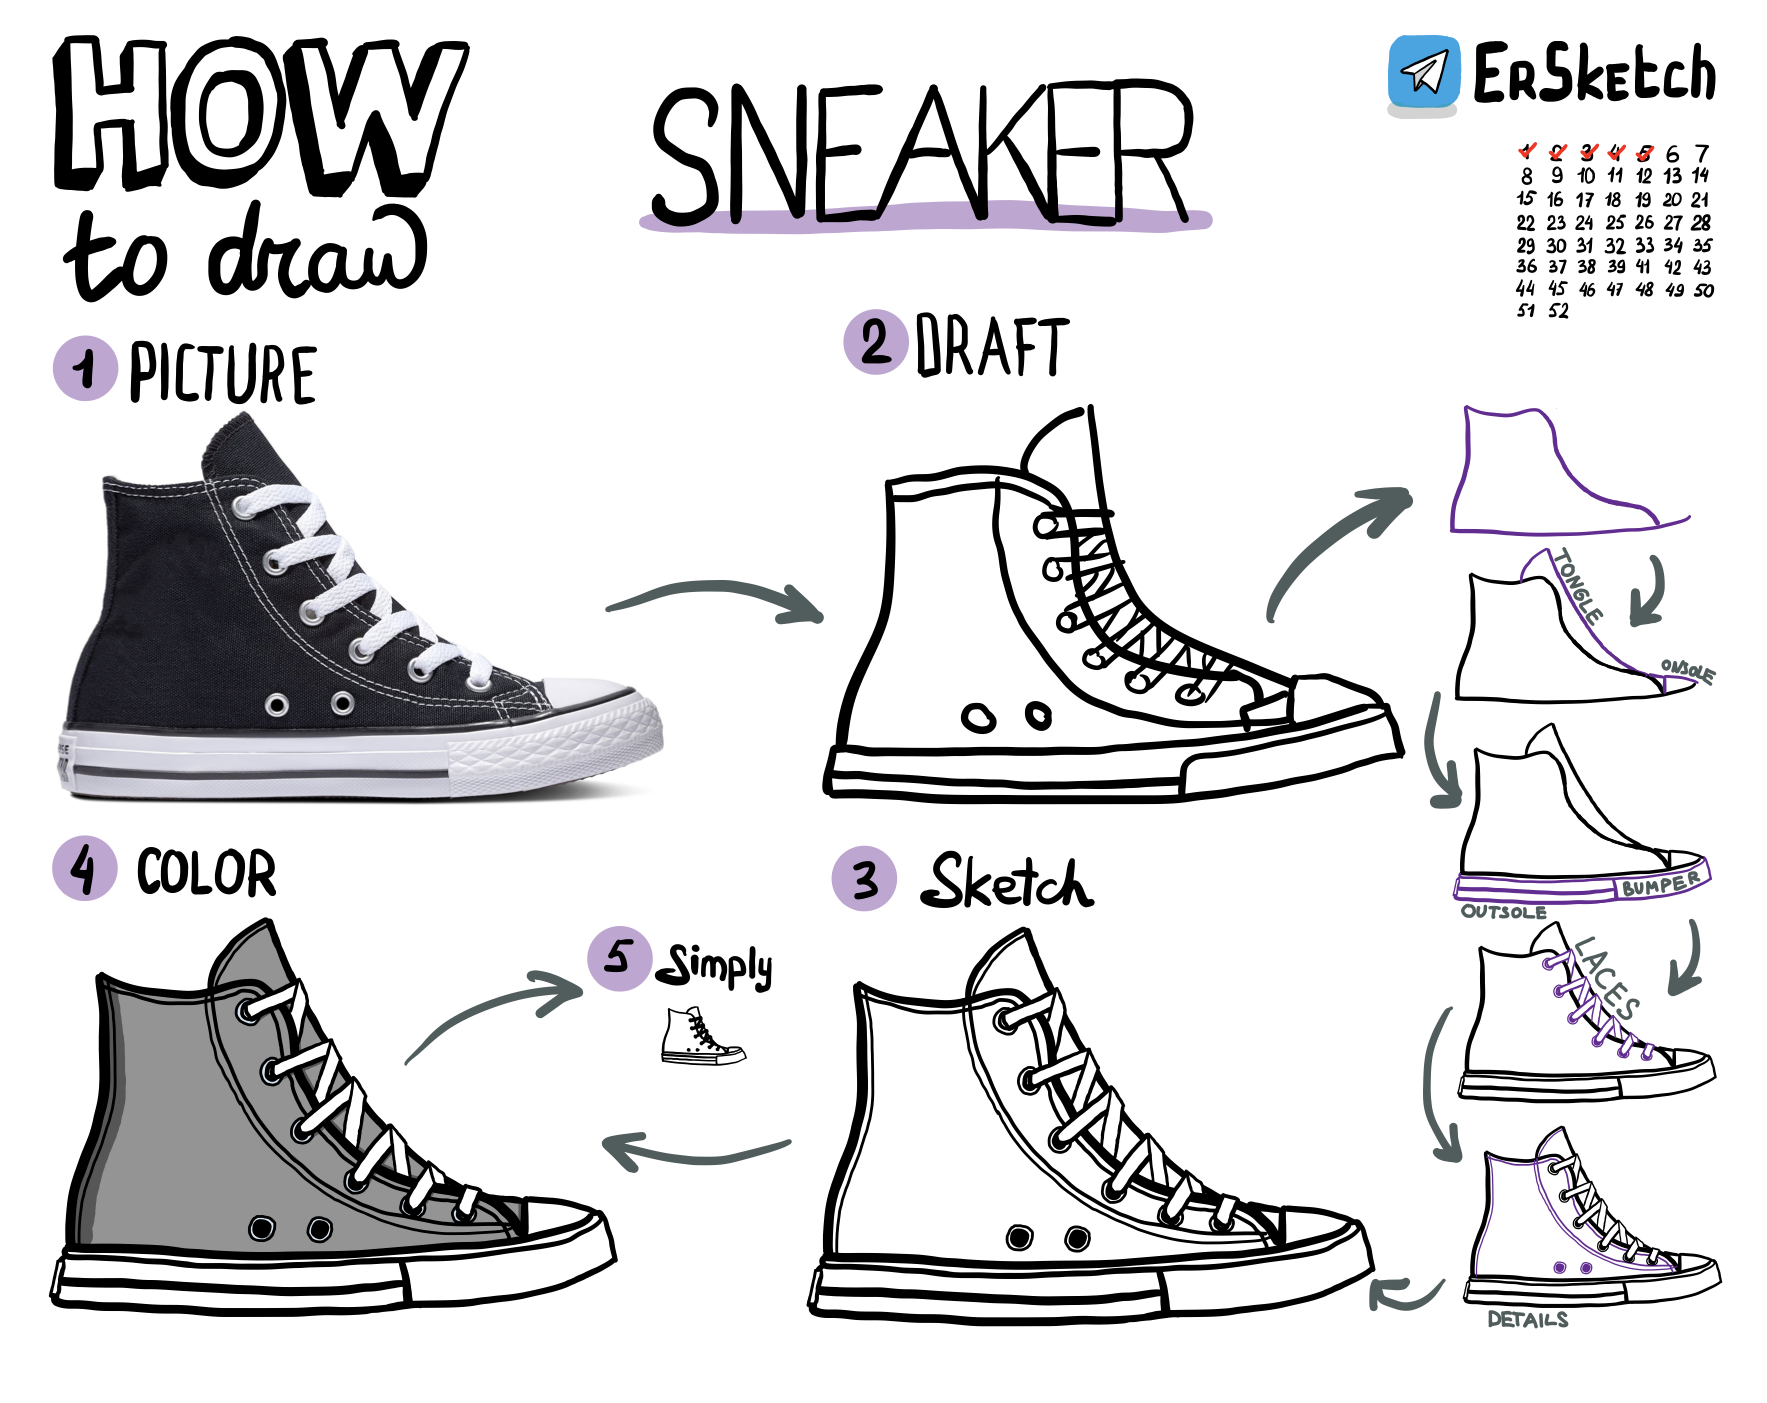 HOW
to draw
SNEAKER
ErSketch
1 2 3 4 5 6 7
8 9 10 11 12 13 14
15 16 17 18 19 20 21
22 23 24 25 26 27 28
29 30 31 32 33 34 35
36 37 38 39 41 42 43
44 45 46 47 48 49 50
51 52
1 PICTURE
2 DRAFT
TONGLE
ONSOLE
BUMPER
OUTSOLE
LACES
DETAILS
3 Sketch
4 COLOR
5 Simply